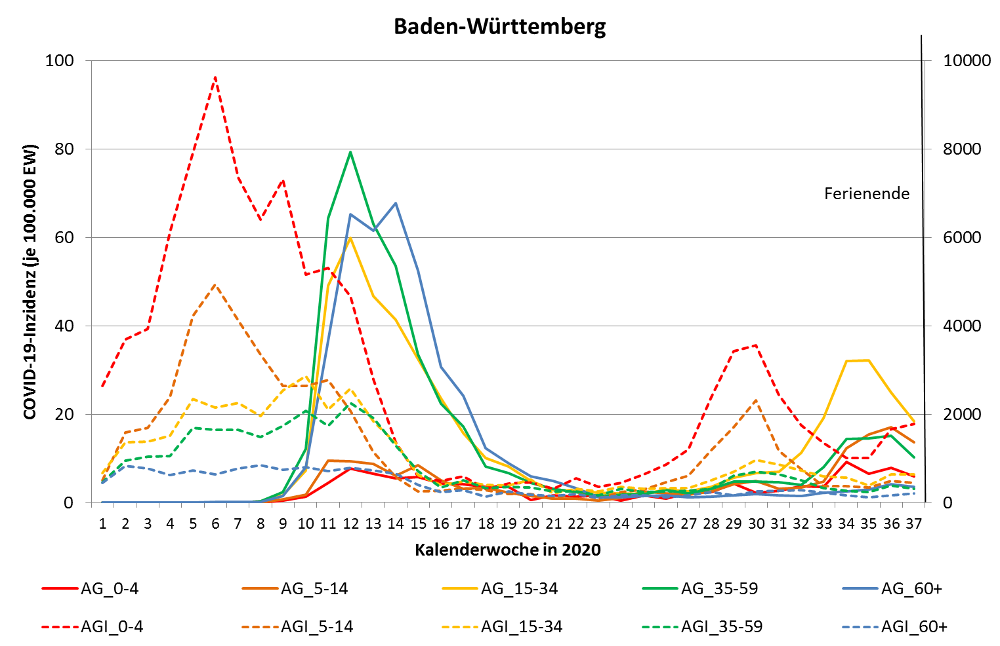 Baden-Württemberg
100
80
60
40
20
0
COVID-19-Inzidenz (je 100.000 EW)
10000
8000
6000
4000
2000
0
Ferienende
1 2 3 4 5 6 7 8 9 10 11 12 13 14 15 16 17 18 19 20 21 22 23 24 25 26 27 28 29 30 31 32 33 34 35 36 37
Kalenderwoche in 2020
AG_0-4 AG_5-14 AG_15-34 AG_35-59 AG_60+
AGI_0-4 AGI_5-14 AGI_15-34 AGI_35-59 AGI_60+